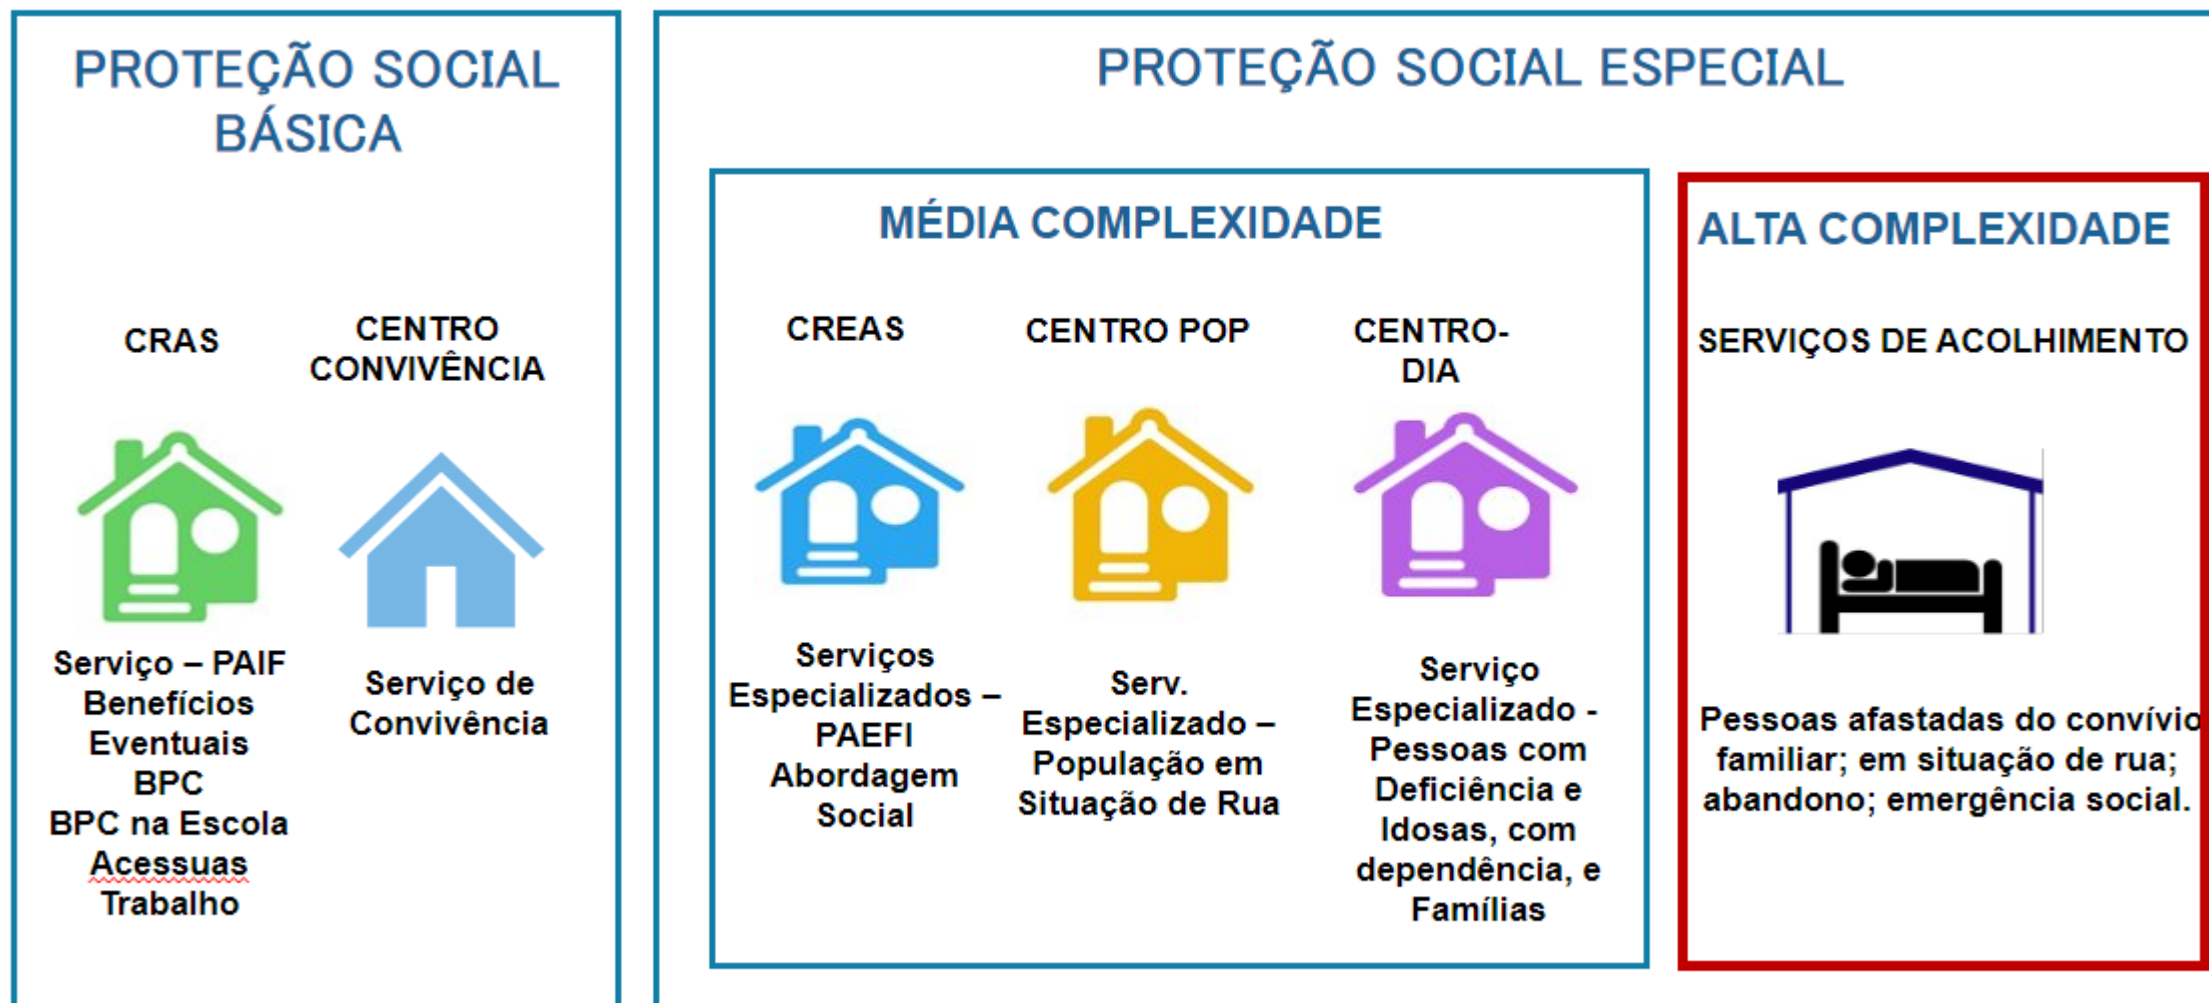 PROTEÇÃO SOCIAL
BÁSICA
CRAS
CENTRO
CONVIVÊNCIA
Serviço – PAIF
Benefícios
Eventuais
BPC
BPC na Escola
Acessuas
Trabalho
Serviço de
Convivência
PROTEÇÃO SOCIAL ESPECIAL
MÉDIA COMPLEXIDADE
CREAS
CENTRO POP
CENTRO-
DIA
Serviços
Especializados –
PAEFI
Abordagem
Social
Serv.
Especializado –
População em
Situação de Rua
Serviço
Especializado -
Pessoas com
Deficiência e
Idosas, com
dependência, e
Famílias
ALTA COMPLEXIDADE
SERVIÇOS DE ACOLHIMENTO
Pessoas afastadas do convívio
familiar; em situação de rua;
abandono; emergência social.